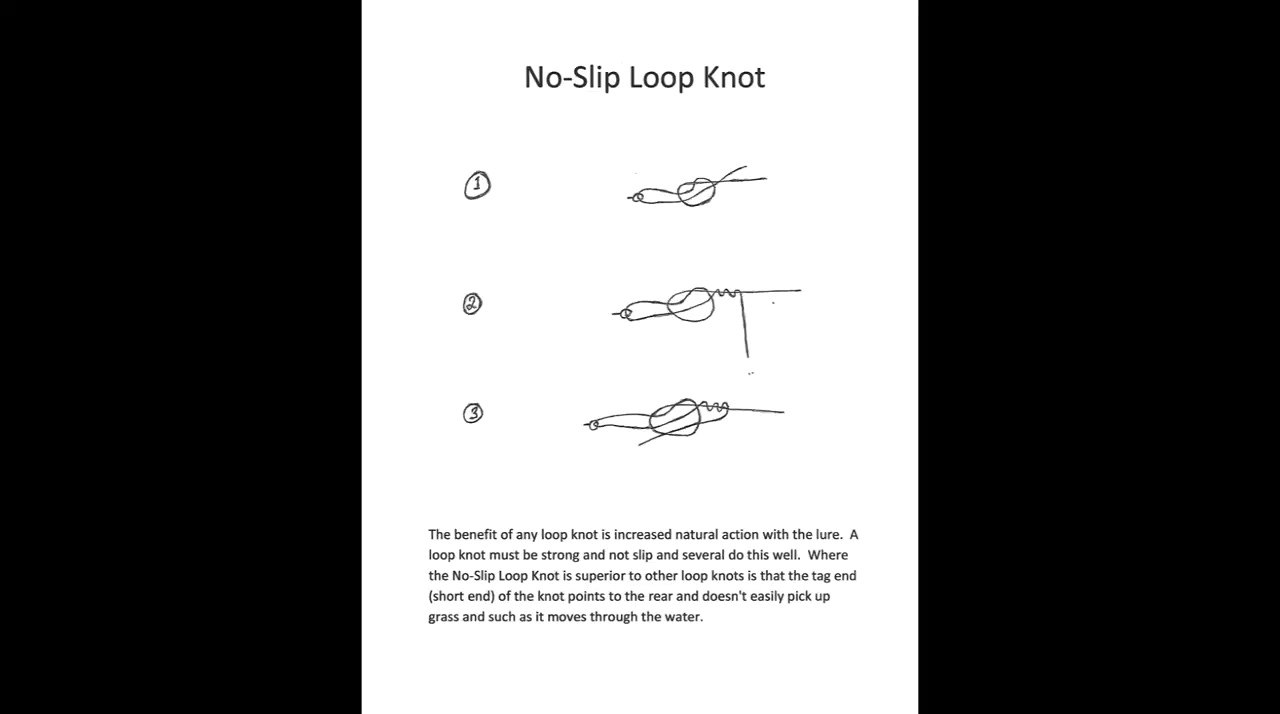 No-Slip Loop Knot
1
2
3
The benefit of any loop knot is increased natural action with the lure. A
loop knot must be strong and not slip and several do this well. Where
the No-Slip Loop Knot is superior to other loop knots is that the tag end
(short end) of the knot points to the rear and doesn't easily pick up
grass and such as it moves through the water.